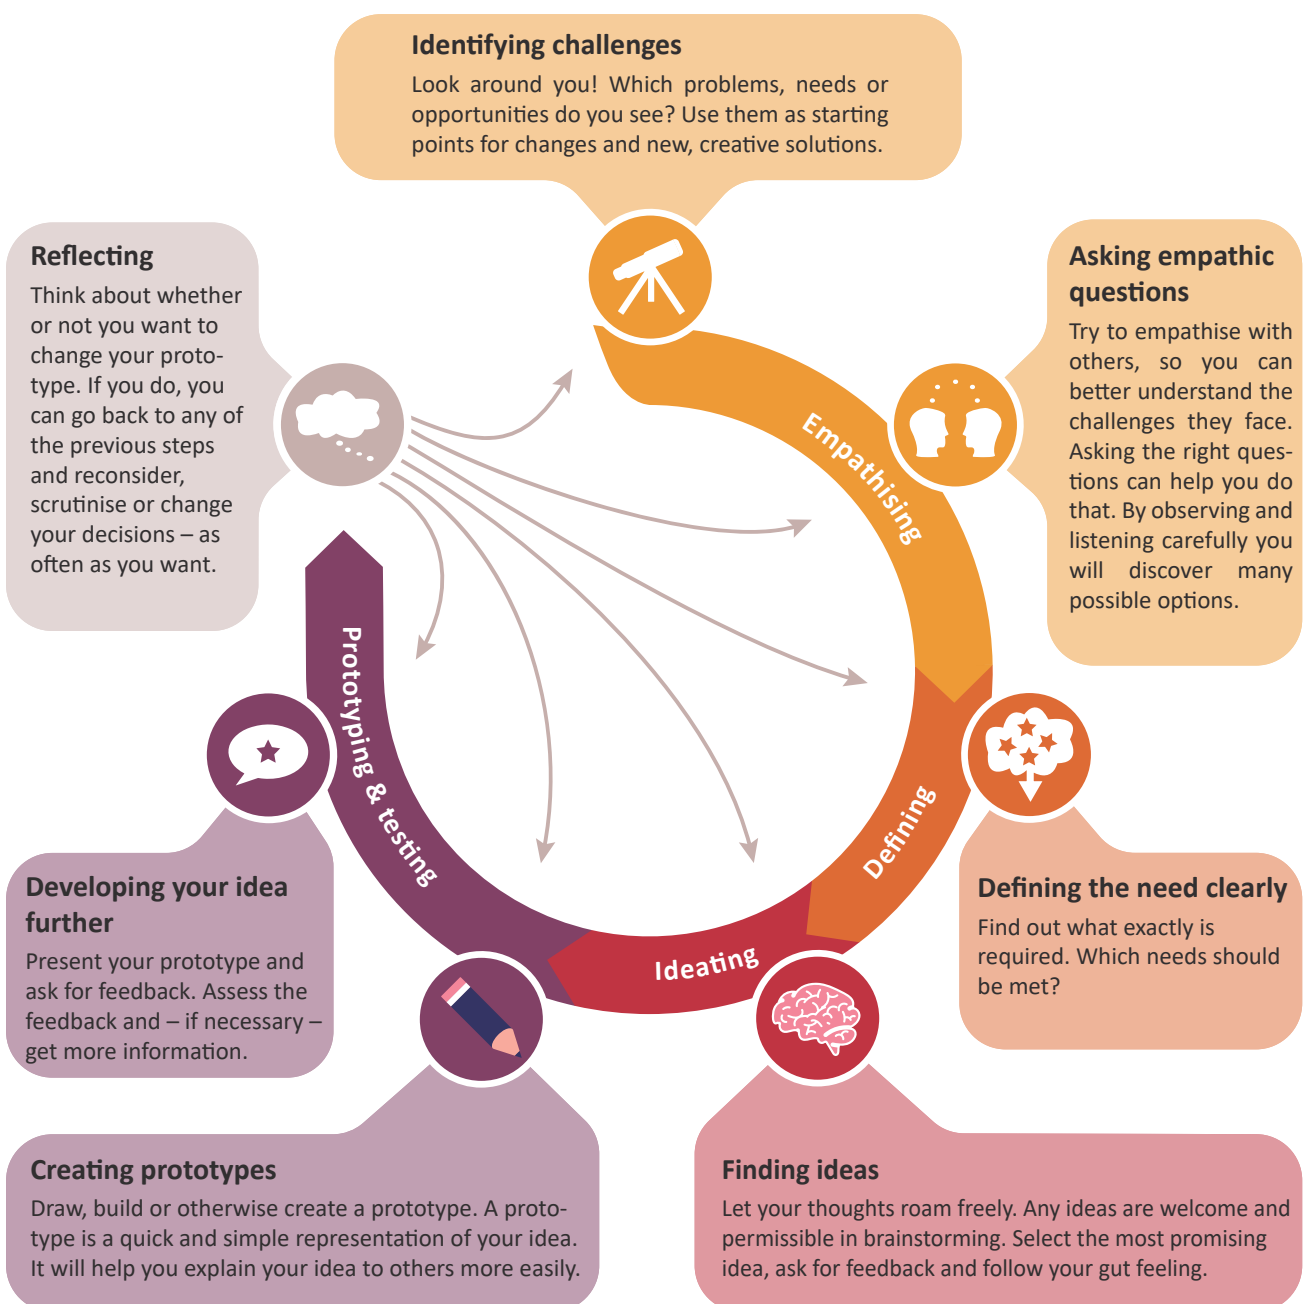 Identifying challenges
Look around you! Which problems, needs or
opportunities do you see? Use them as starting
points for changes and new, creative solutions.
Asking empathic
questions
Try to empathise with
others, so you can
better understand the
challenges they face.
Asking the right ques-
tions can help you do
that. By observing and
listening carefully you
will discover many
possible options.
Defining the need clearly
Find out what exactly is
required. Which needs should
be met?
Finding ideas
Let your thoughts roam freely. Any ideas are welcome and
permissible in brainstorming. Select the most promising
idea, ask for feedback and follow your gut feeling.
Creating prototypes
Draw, build or otherwise create a prototype. A proto-
type is a quick and simple representation of your idea.
It will help you explain your idea to others more easily.
Developing your idea
further
Present your prototype and
ask for feedback. Assess the
feedback and – if necessary –
get more information.
Reflecting
Think about whether
or not you want to
change your proto-
type. If you do, you
can go back to any of
the previous steps
and reconsider,
scrutinise or change
your decisions – as
often as you want.
Empathising
Defining
Ideating
Prototyping & testing